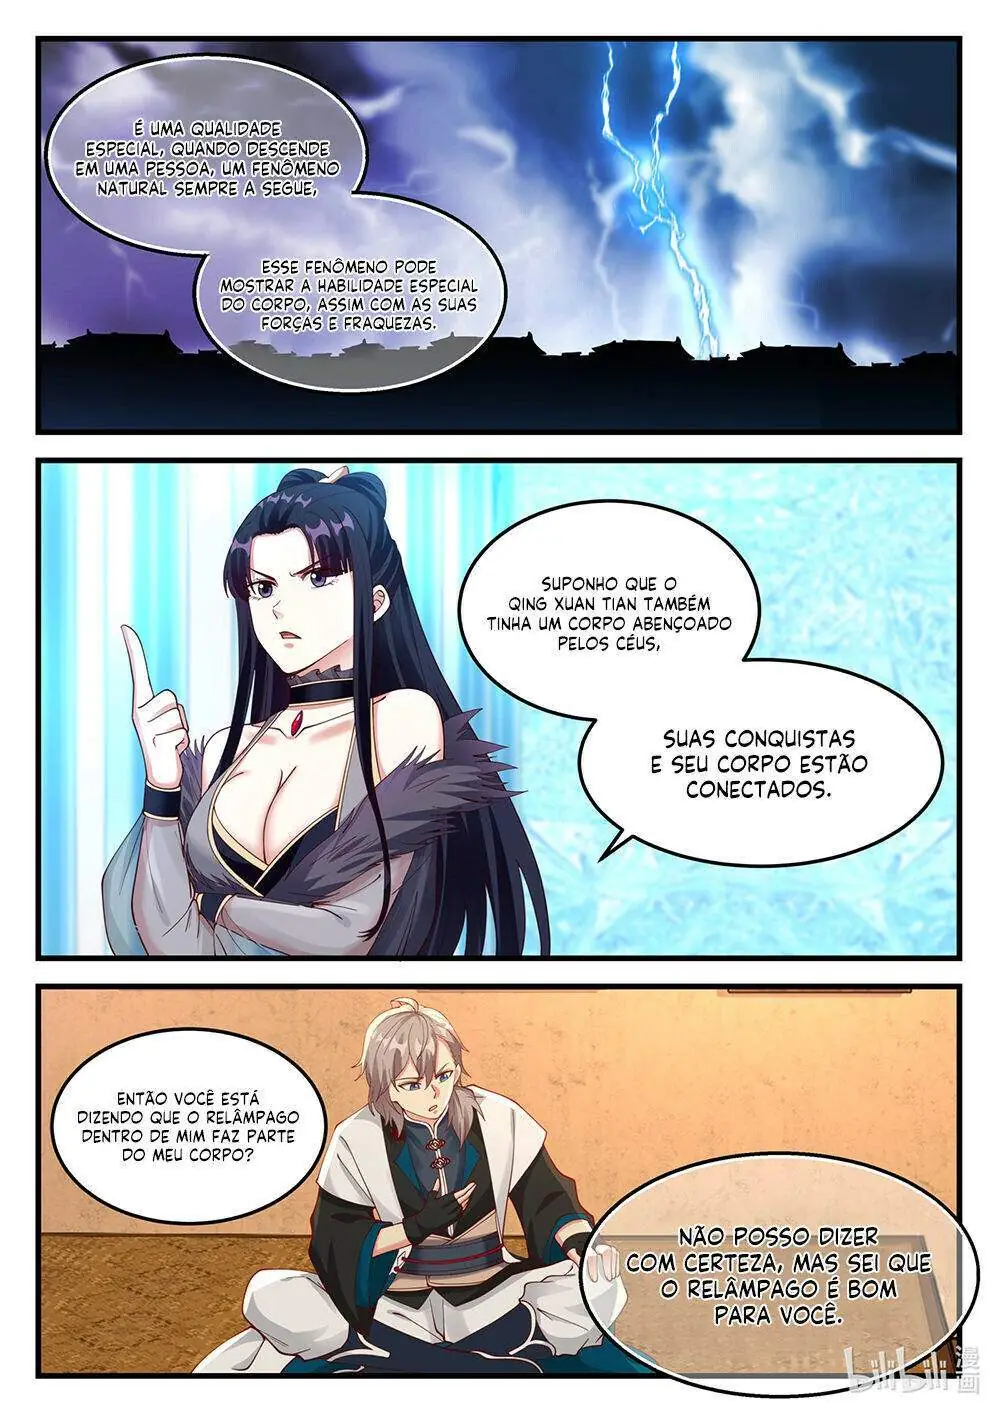 É UMA QUALIDADE
ESPECIAL, QUANDO DESCENDE
EM UMA PESSOA, UM FENÔMENO
NATURAL SEMPRE A SEGUE,
ESSE FENÔMENO PODE
MOSTRAR A HABILIDADE ESPECIAL
DO CORPO, ASSIM COM AS SUAS
FORÇAS E FRAQUEZAS.
SUPONHO QUE O
QING XUAN TIAN TAMBÉM
TINHA UM CORPO ABENÇOADO
PELOS CÉUS,
SUAS CONQUISTAS
E SEU CORPO ESTÃO
CONECTADOS.
ENTÃO VOCÊ ESTÁ
DIZENDO QUE O RELÂMPAGO
DENTRO DE MIM FAZ PARTE
DO MEU CORPO?
NÃO POSSO DIZER
COM CERTEZA, MAS SEI QUE
O RELÂMPAGO É BOM
PARA VOCÊ.
bilibili 漫画